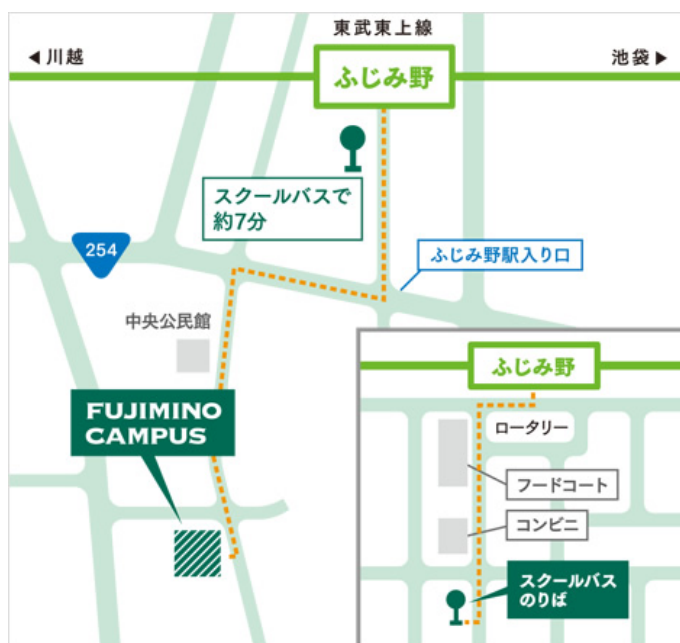 東武東上線
◀川越
池袋▶
ふじみ野
スクールバスで
約7分
254
ふじみ野駅入り口
中央公民館
FUJIMINO
CAMPUS
ふじみ野
ロータリー
フードコート
コンビニ
スクールバス
のりば